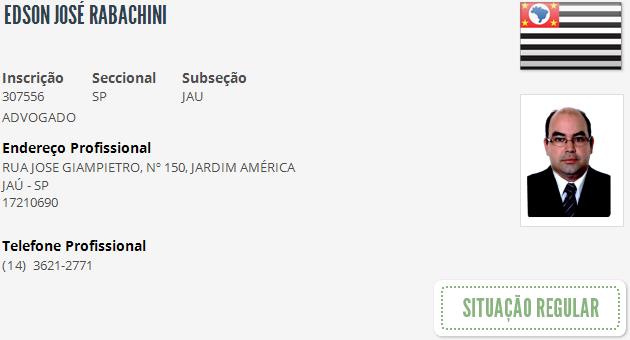 EDSON JOSÉ RABACHINI
Inscrição Seccional Subseção
307556 SP JAU
ADVOGADO
Endereço Profissional
RUA JOSE GIAMPIETRO, Nº 150, JARDIM AMÉRICA
JAÚ - SP
17210690
Telefone Profissional
(14) 3621-2771
SITUAÇÃO REGULAR